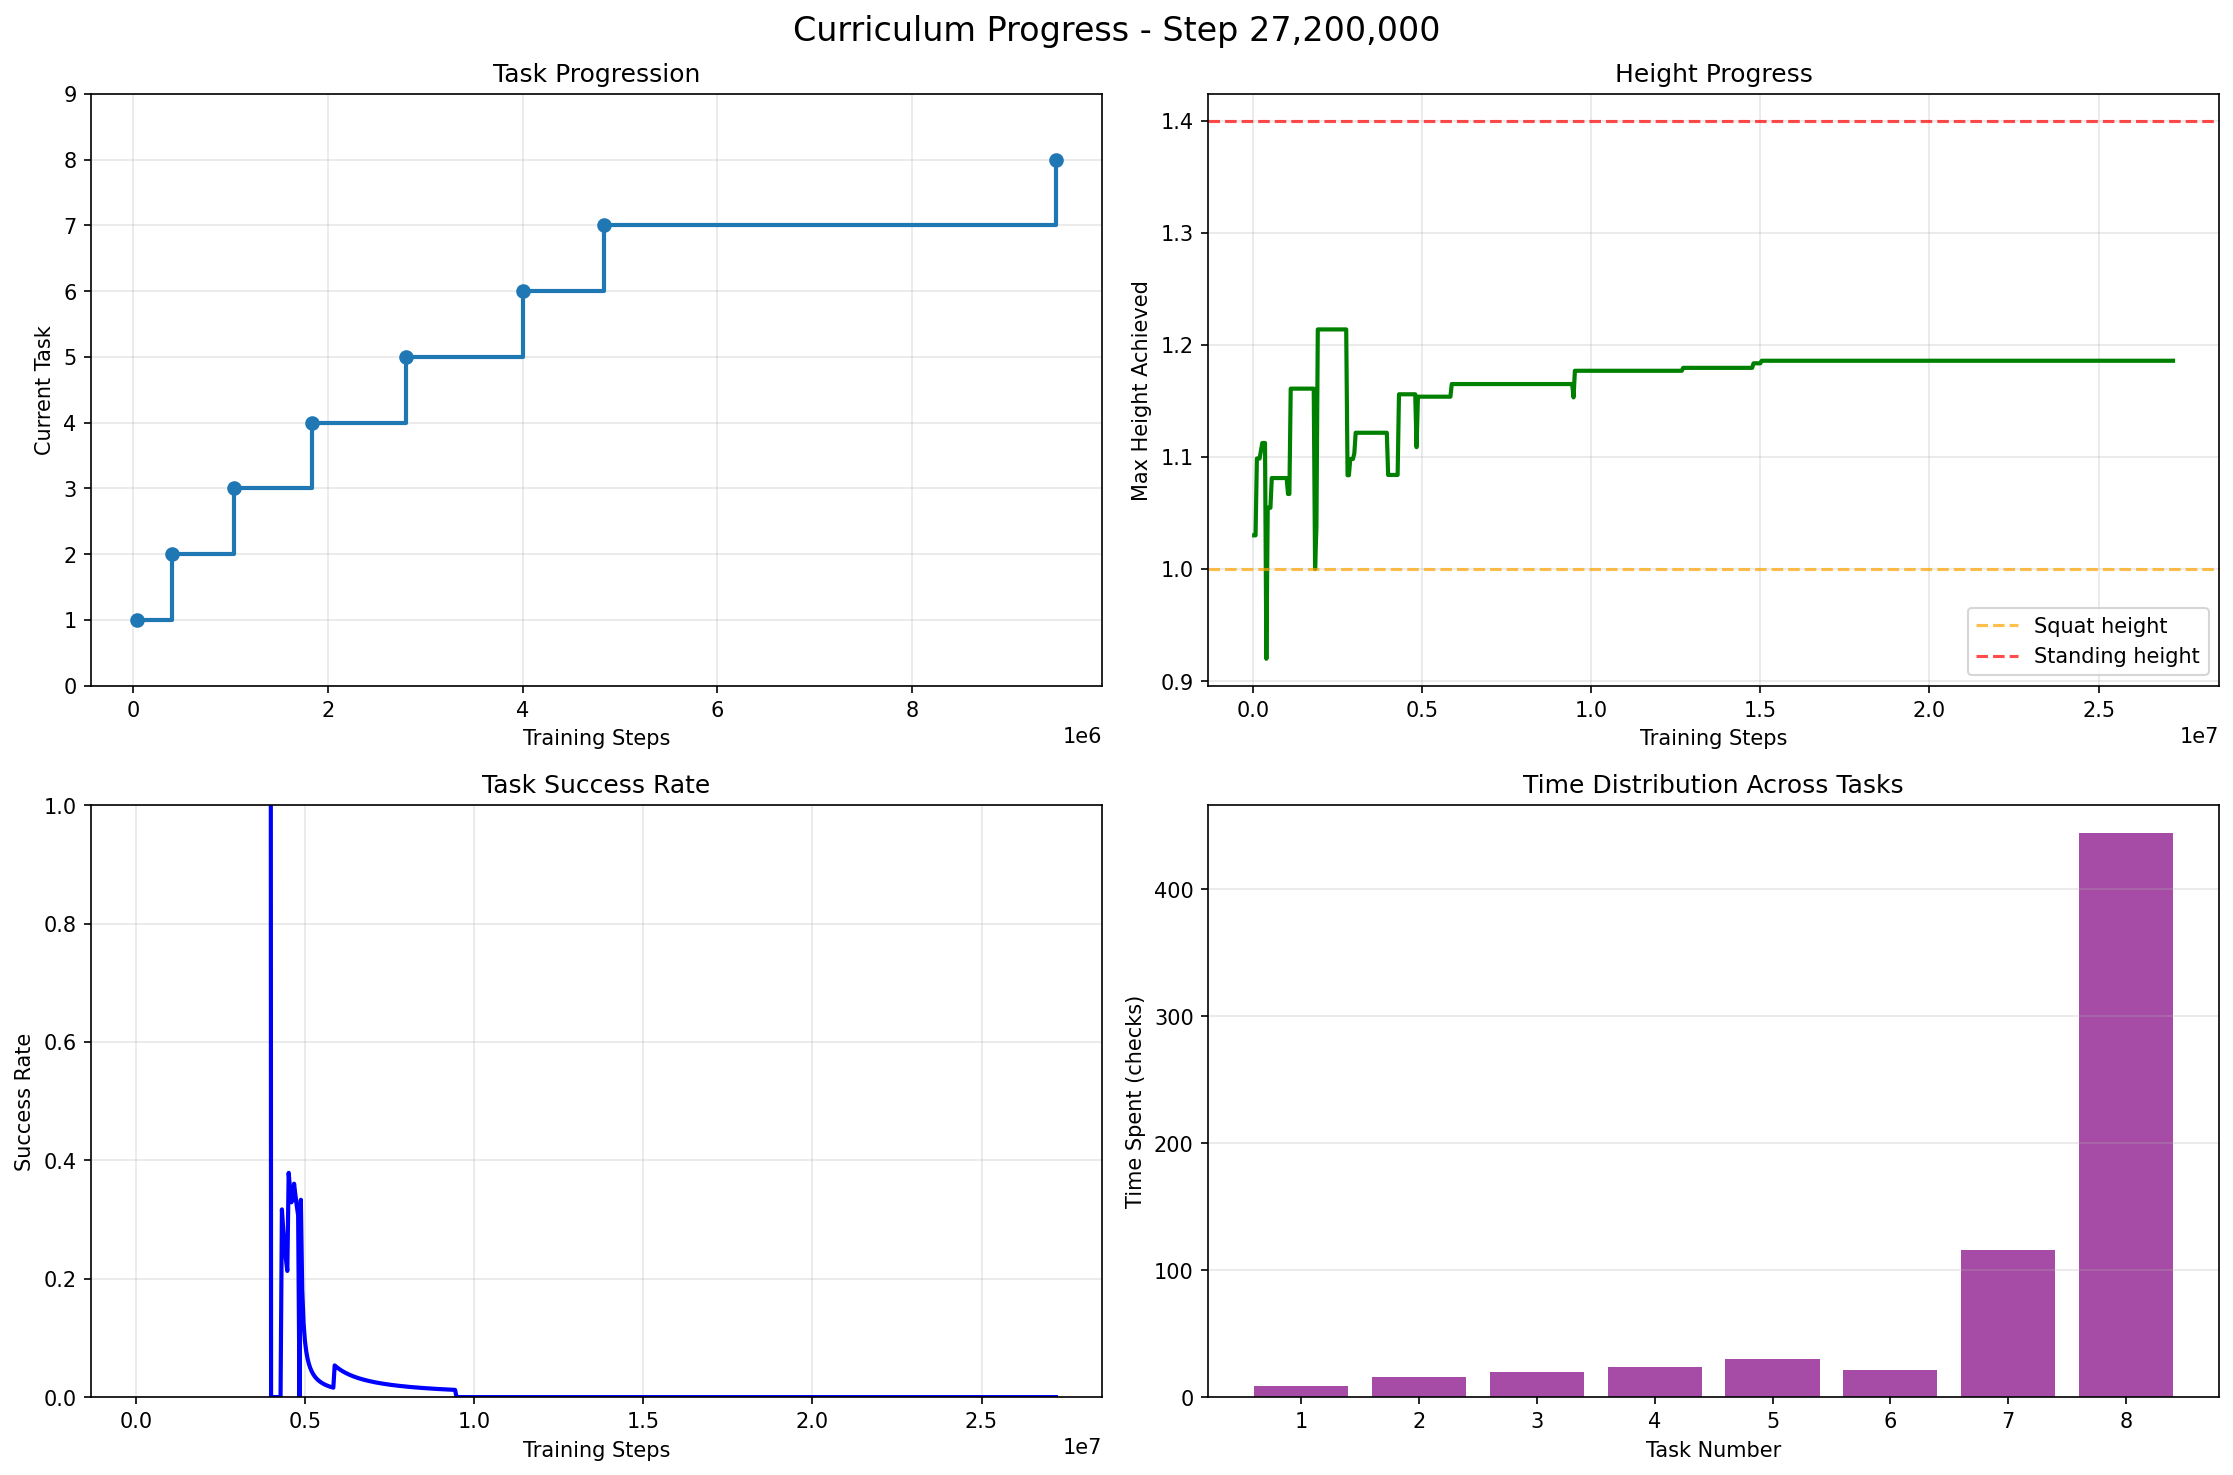 Curriculum Progress - Step 27,200,000
Task Progression
9
8
7
6
5
4
3
2
1
0
Current Task
0 2 4 6 8
1e6
Training Steps
Height Progress
1.4
1.3
1.2
1.1
1.0
0.9
Max Height Achieved
Squat height
Standing height
0.0 0.5 1.0 1.5 2.0 2.5
1e7
Training Steps
Task Success Rate
1.0
0.8
0.6
0.4
0.2
0.0
Success Rate
0.0 0.5 1.0 1.5 2.0 2.5
1e7
Training Steps
Time Distribution Across Tasks
400
300
200
100
0
Time Spent (checks)
1 2 3 4 5 6 7 8
Task Number